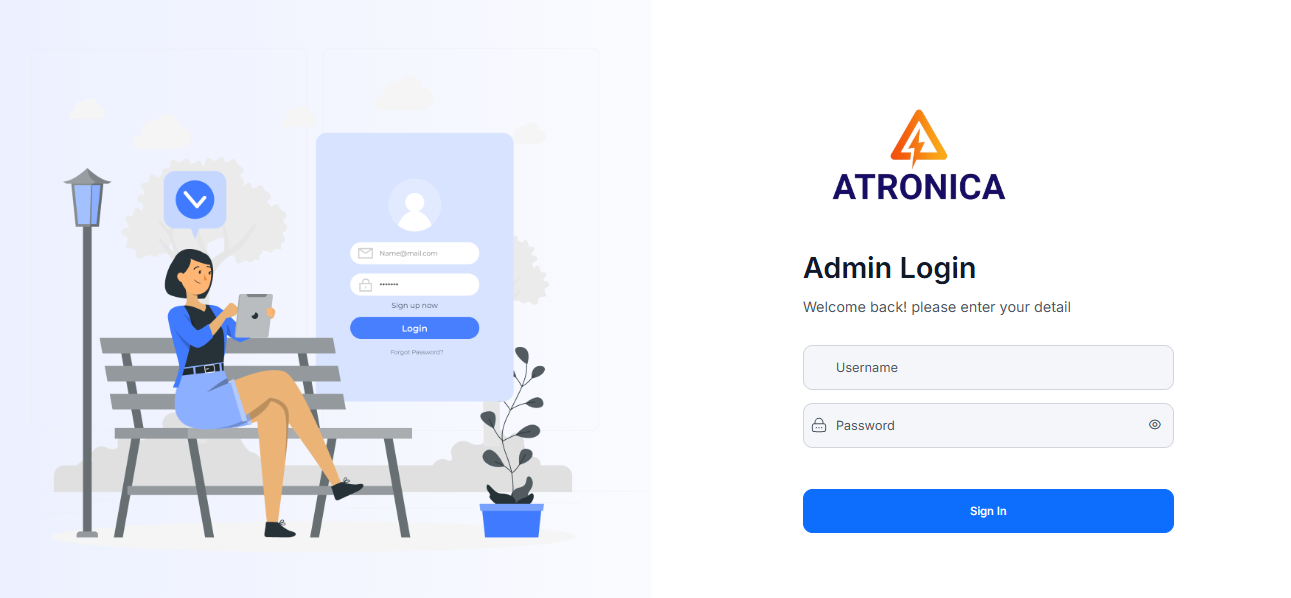 Name@mail.com
•••••••
Sign up now
Login
Forgot Password?
ATRONICA
Admin Login
Welcome back! please enter your detail
Username
Password
Sign In